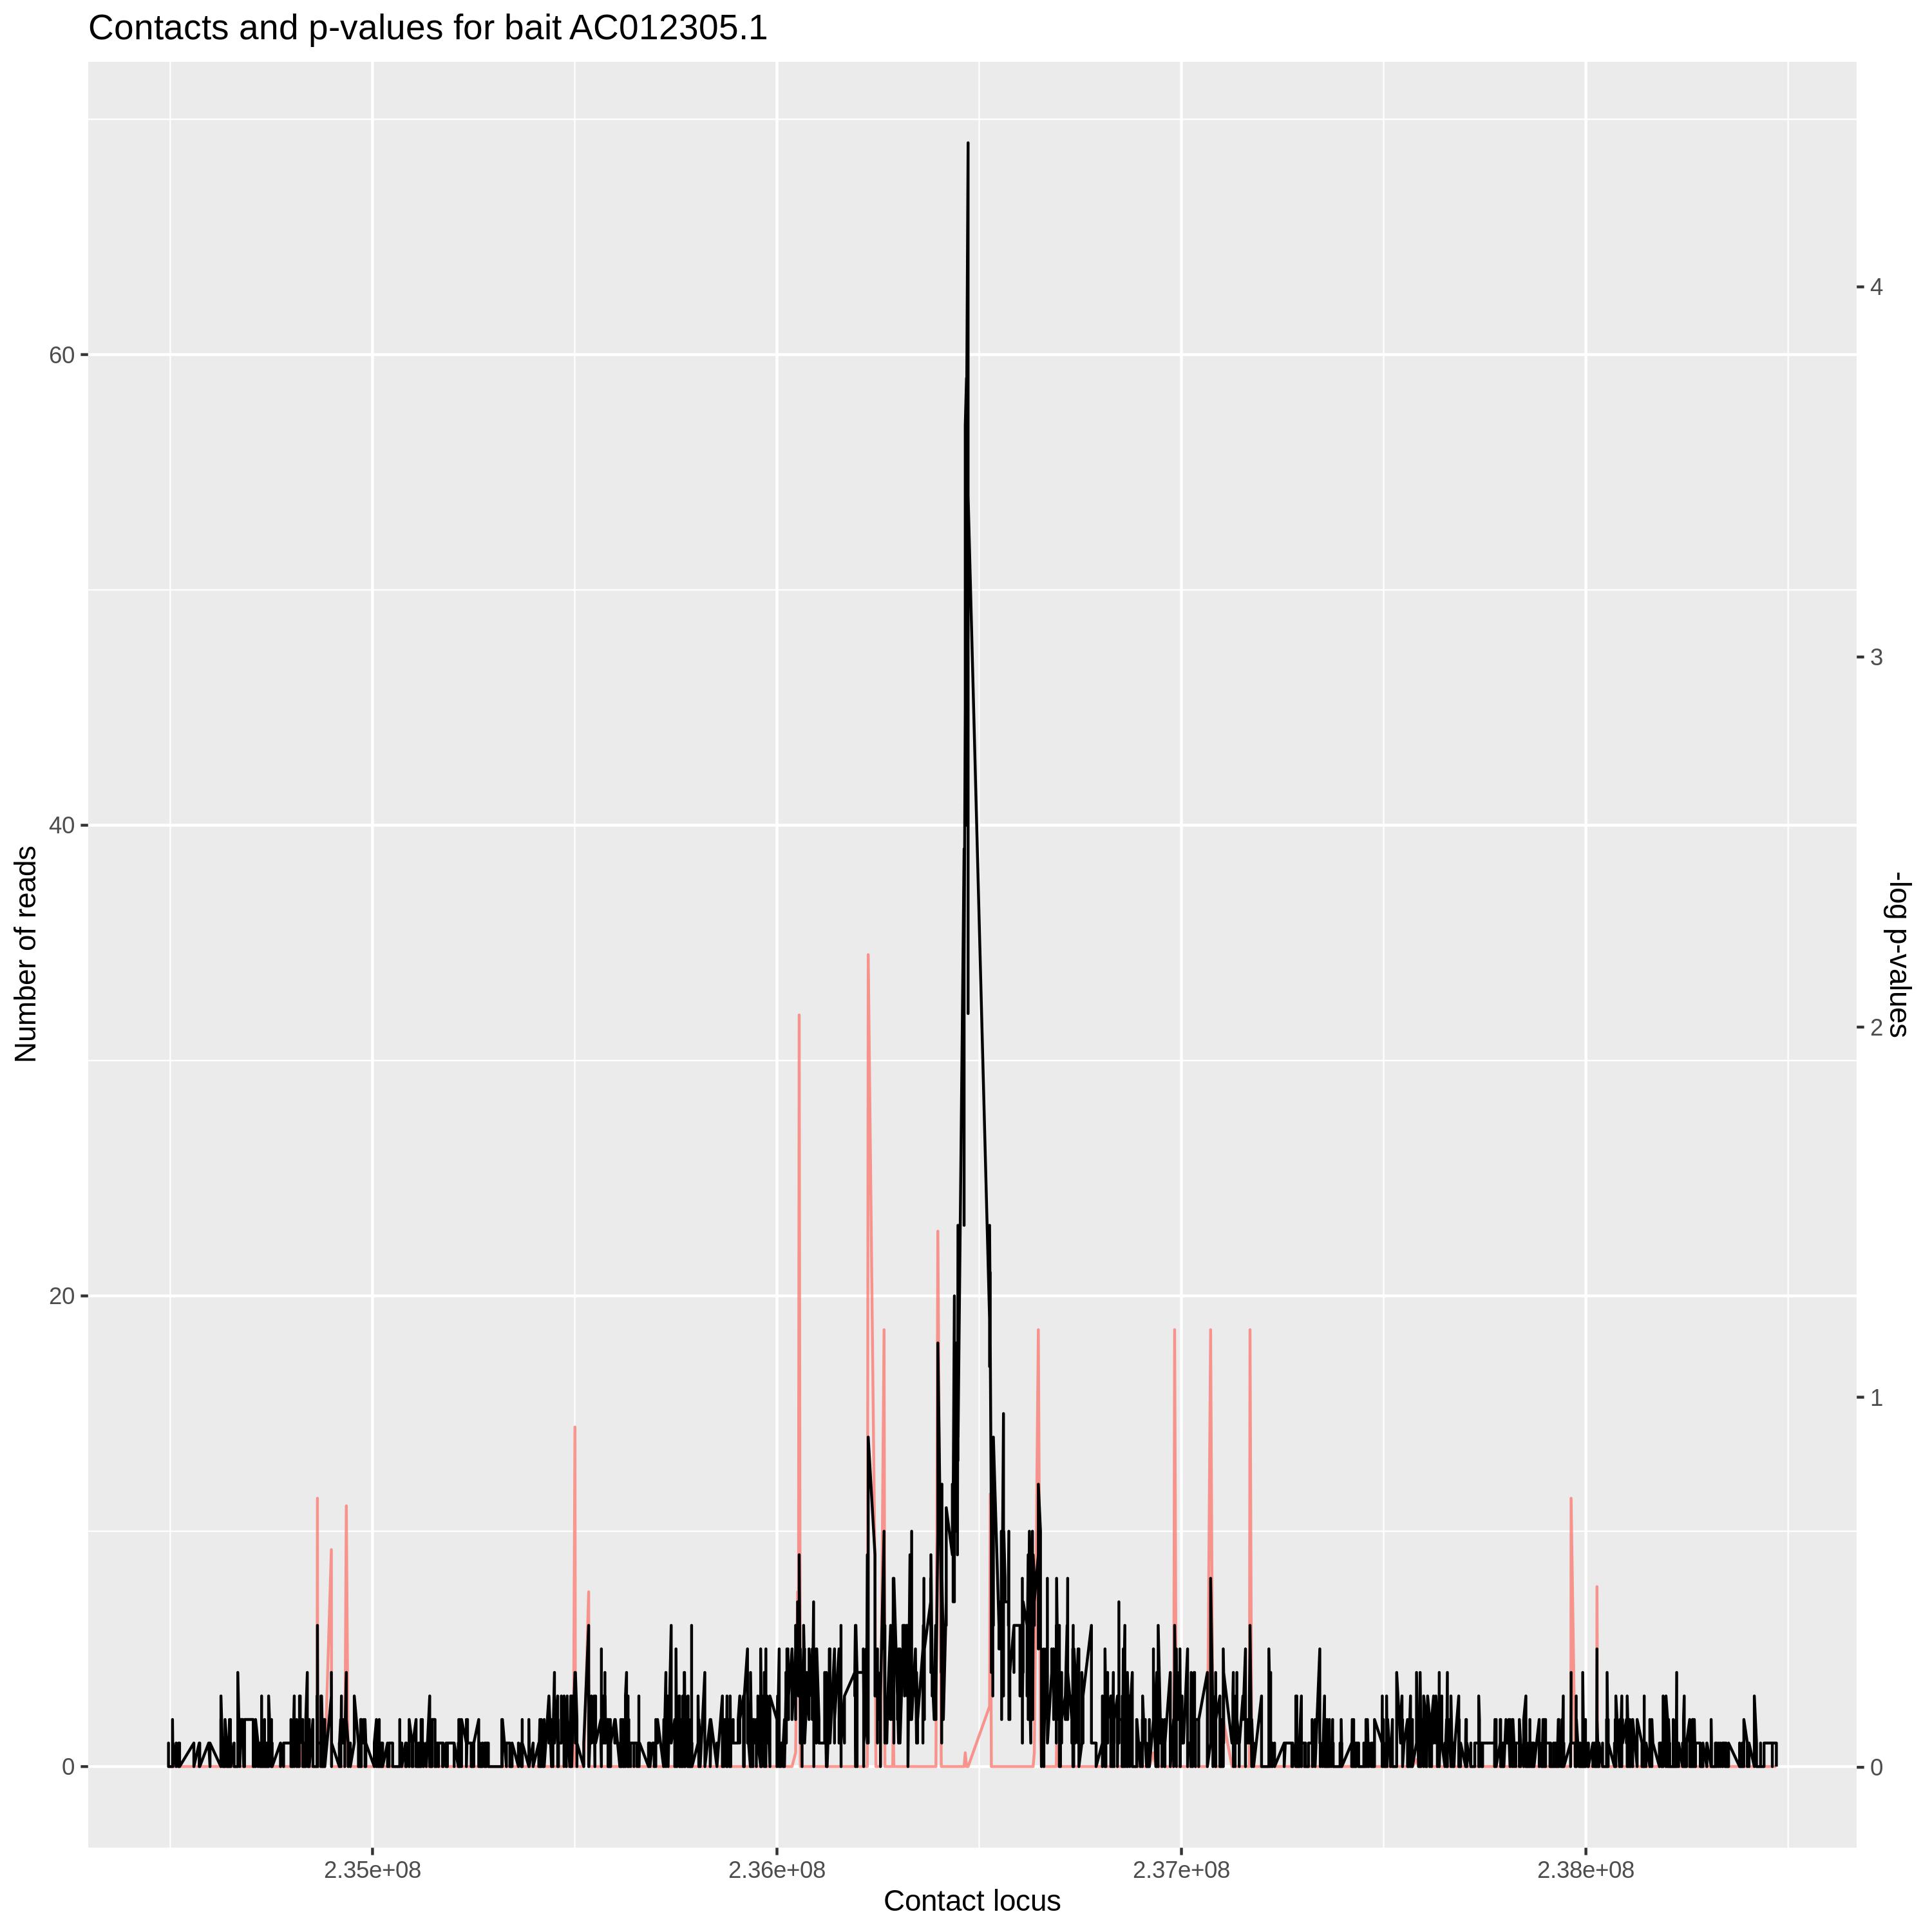 Contacts and p-values for bait AC012305.1
Number of reads
60
40
20
0
4
3
2
1
0
-log p-values
2.35e+08
2.36e+08
2.37e+08
2.38e+08
Contact locus